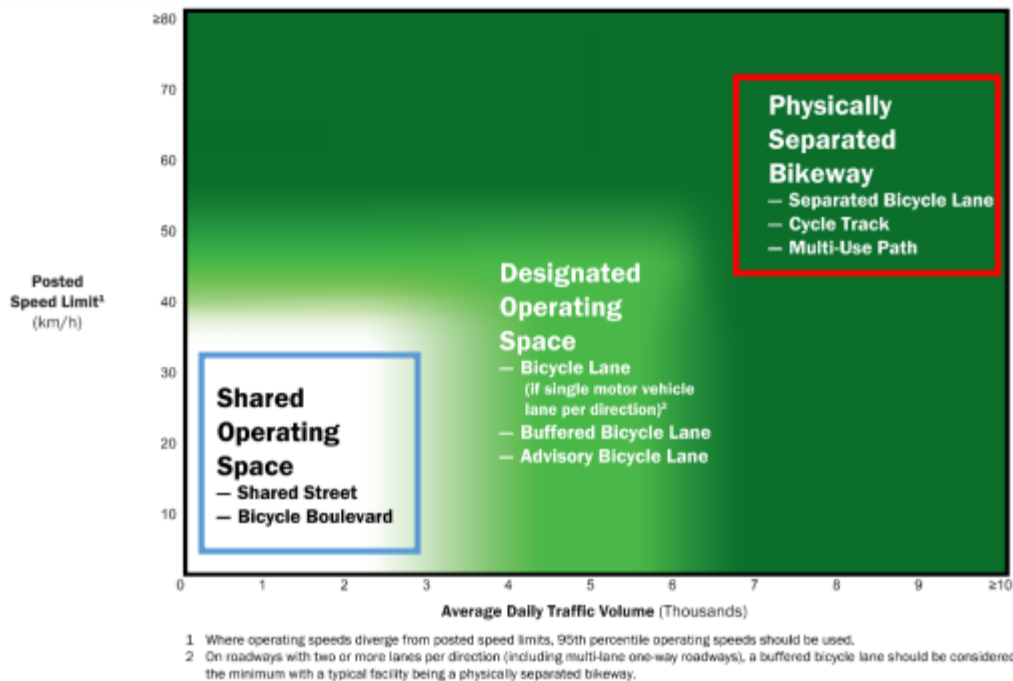 ≥80
70
60
50
40
30
20
10
Posted
Speed Limit¹
(km/h)
Physically
Separated
Bikeway
— Separated Bicycle Lane
— Cycle Track
— Multi-Use Path
Designated
Operating
Space
— Bicycle Lane
(if single motor vehicle
lane per direction)²
— Buffered Bicycle Lane
— Advisory Bicycle Lane
Shared
Operating
Space
— Shared Street
— Bicycle Boulevard
0 1 2 3 4 5 6 7 8 9 ≥10
Average Daily Traffic Volume (Thousands)
1 Where operating speeds diverge from posted speed limits, 95th percentile operating speeds should be used.
2 On roadways with two or more lanes per direction (including multi-lane one-way roadways), a buffered bicycle lane should be considered
the minimum with a typical facility being a physically separated bikeway.